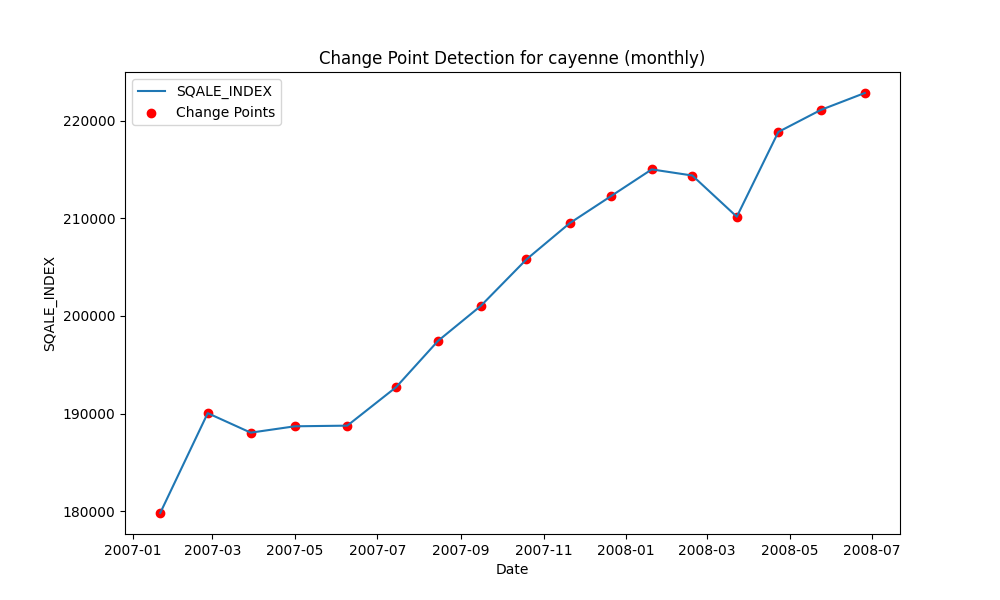 Change Point Detection for cayenne (monthly)
SQALE_INDEX
Change Points
220000
210000
200000
190000
180000
SQALE_INDEX
2007-01 2007-03 2007-05 2007-07 2007-09 2007-11 2008-01 2008-03 2008-05 2008-07
Date